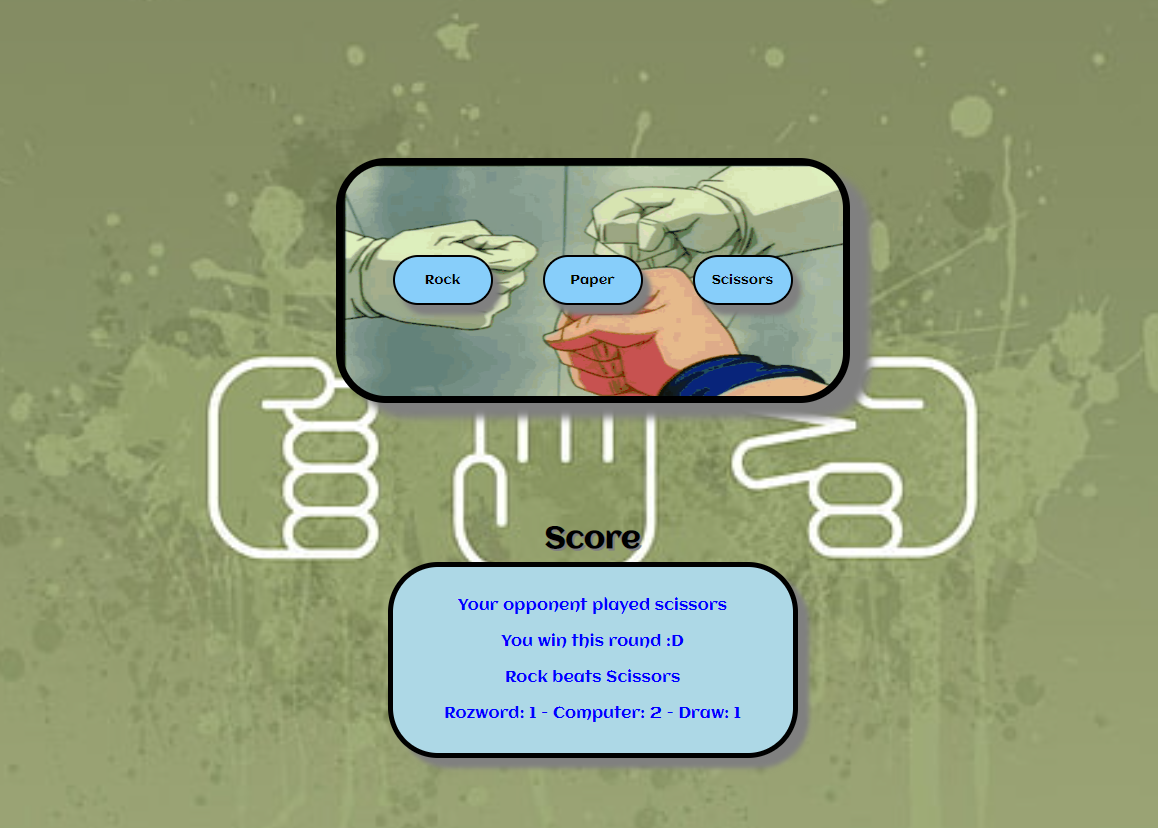 Rock
Paper
Scissors
Score
Your opponent played scissors
You win this round :D
Rock beats Scissors
Rozword: 1 - Computer: 2 - Draw: 1